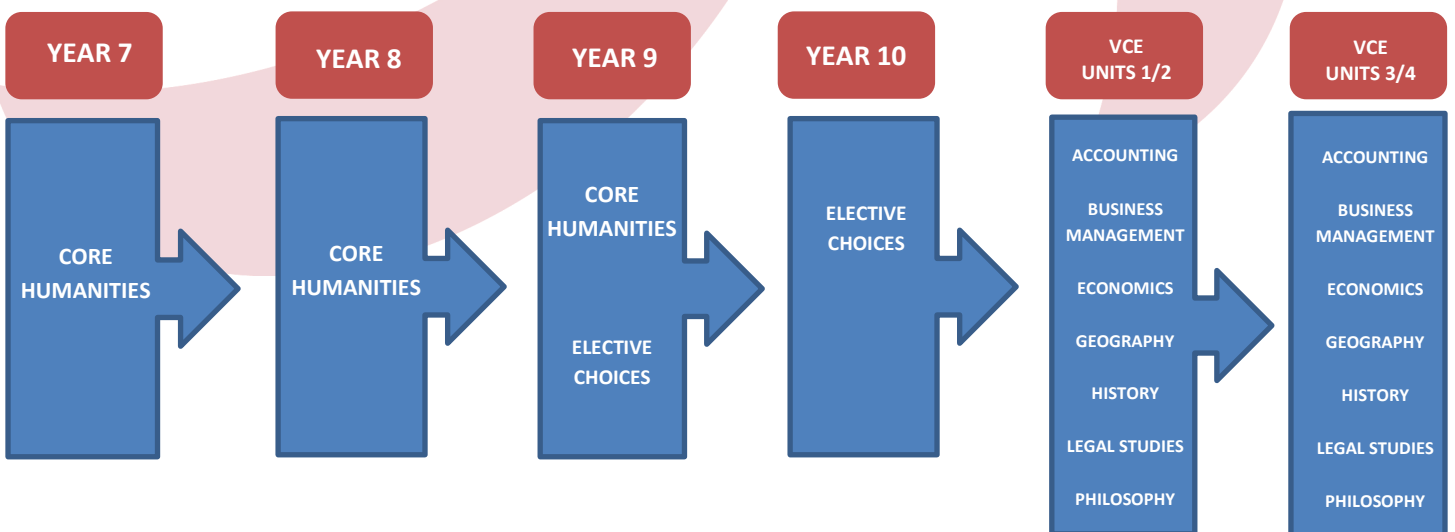 YEAR 7
YEAR 8
YEAR 9
YEAR 10
VCE
UNITS 1/2
VCE
UNITS 3/4
CORE
HUMANITIES
CORE
HUMANITIES
CORE
HUMANITIES
ELECTIVE
CHOICES
ELECTIVE
CHOICES
ACCOUNTING
BUSINESS
MANAGEMENT
ECONOMICS
GEOGRAPHY
HISTORY
LEGAL STUDIES
PHILOSOPHY
ACCOUNTING
BUSINESS
MANAGEMENT
ECONOMICS
GEOGRAPHY
HISTORY
LEGAL STUDIES
PHILOSOPHY